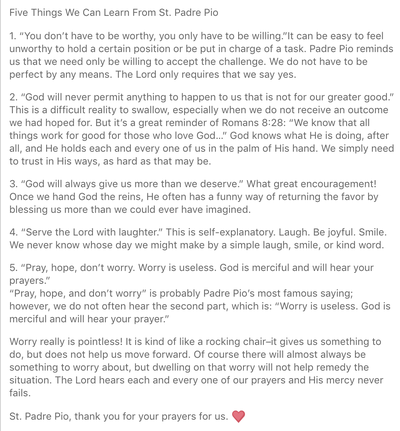 Five Things We Can Learn From St. Padre Pio
1. “You don’t have to be worthy, you only have to be willing.”It can be easy to feel
unworthy to hold a certain position or be put in charge of a task. Padre Pio reminds
us that we need only be willing to accept the challenge. We do not have to be
perfect by any means. The Lord only requires that we say yes.
2. “God will never permit anything to happen to us that is not for our greater good.”
This is a difficult reality to swallow, especially when we do not receive an outcome
we had hoped for. But it’s a great reminder of Romans 8:28: “We know that all
things work for good for those who love God...” God knows what He is doing, after
all, and He holds each and every one of us in the palm of His hand. We simply need
to trust in His ways, as hard as that may be.
3. “God will always give us more than we deserve.” What great encouragement!
Once we hand God the reins, He often has a funny way of returning the favor by
blessing us more than we could ever have imagined.
4. “Serve the Lord with laughter.” This is self-explanatory. Laugh. Be joyful. Smile.
We never know whose day we might make by a simple laugh, smile, or kind word.
5. “Pray, hope, don’t worry. Worry is useless. God is merciful and will hear your
prayers.”
“Pray, hope, and don’t worry” is probably Padre Pio’s most famous saying;
however, we do not often hear the second part, which is: “Worry is useless. God is
merciful and will hear your prayer.”
Worry really is pointless! It is kind of like a rocking chair–it gives us something to
do, but does not help us move forward. Of course there will almost always be
something to worry about, but dwelling on that worry will not help remedy the
situation. The Lord hears each and every one of our prayers and His mercy never
fails.
St. Padre Pio, thank you for your prayers for us. ❤️